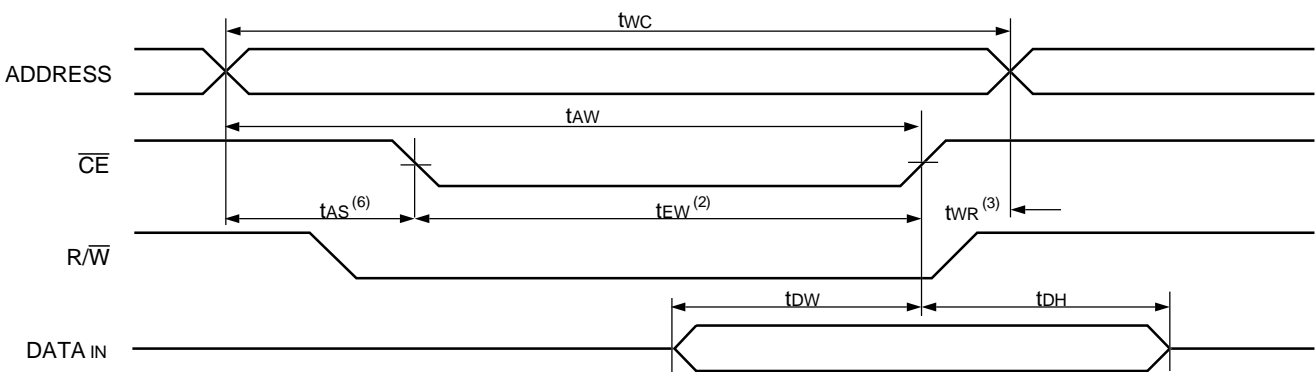 tWC
ADDRESS
tAW
CE
tAS (6)
tEW (2)
tWR (3)
R/W
tDW
tDH
DATA IN